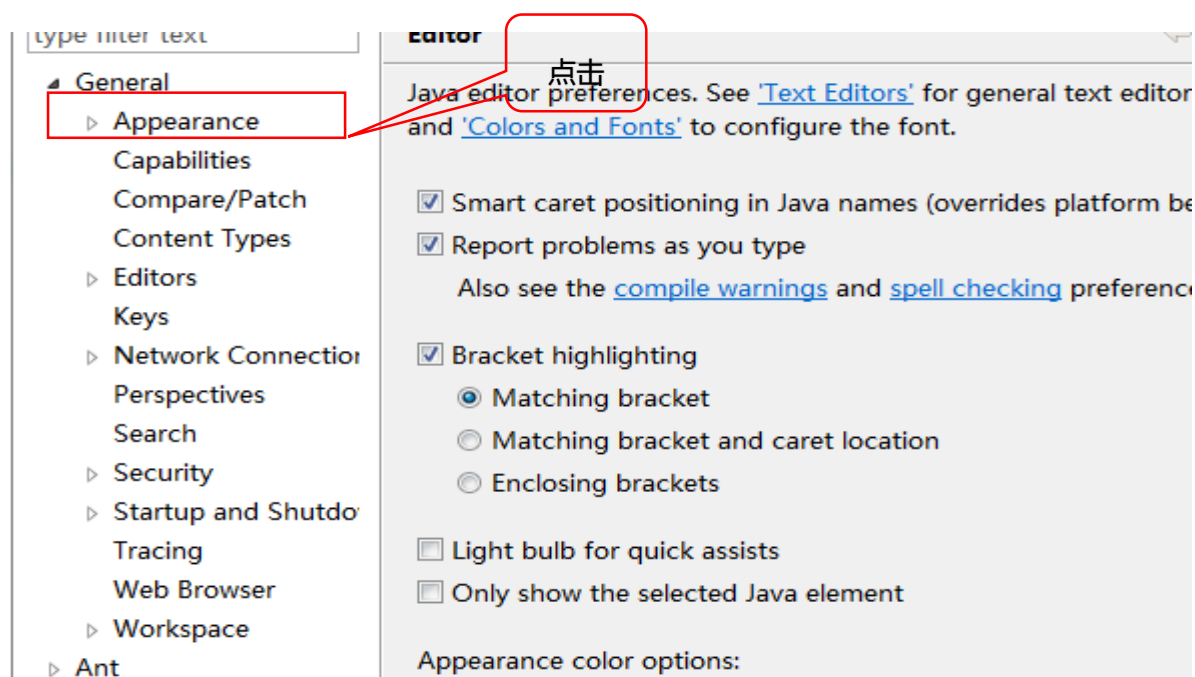 type filter text
General
Appearance
Capabilities
Compare/Patch
Content Types
Editors
Keys
Network Connection
Perspectives
Search
Security
Startup and Shutdo
Tracing
Web Browser
Workspace
Ant
Editor
点击
Java editor preferences. See 'Text Editors' for general text editor
and 'Colors and Fonts' to configure the font.
Smart caret positioning in Java names (overrides platform be
Report problems as you type
Also see the compile warnings and spell checking preference
Bracket highlighting
Matching bracket
Matching bracket and caret location
Enclosing brackets
Light bulb for quick assists
Only show the selected Java element
Appearance color options: